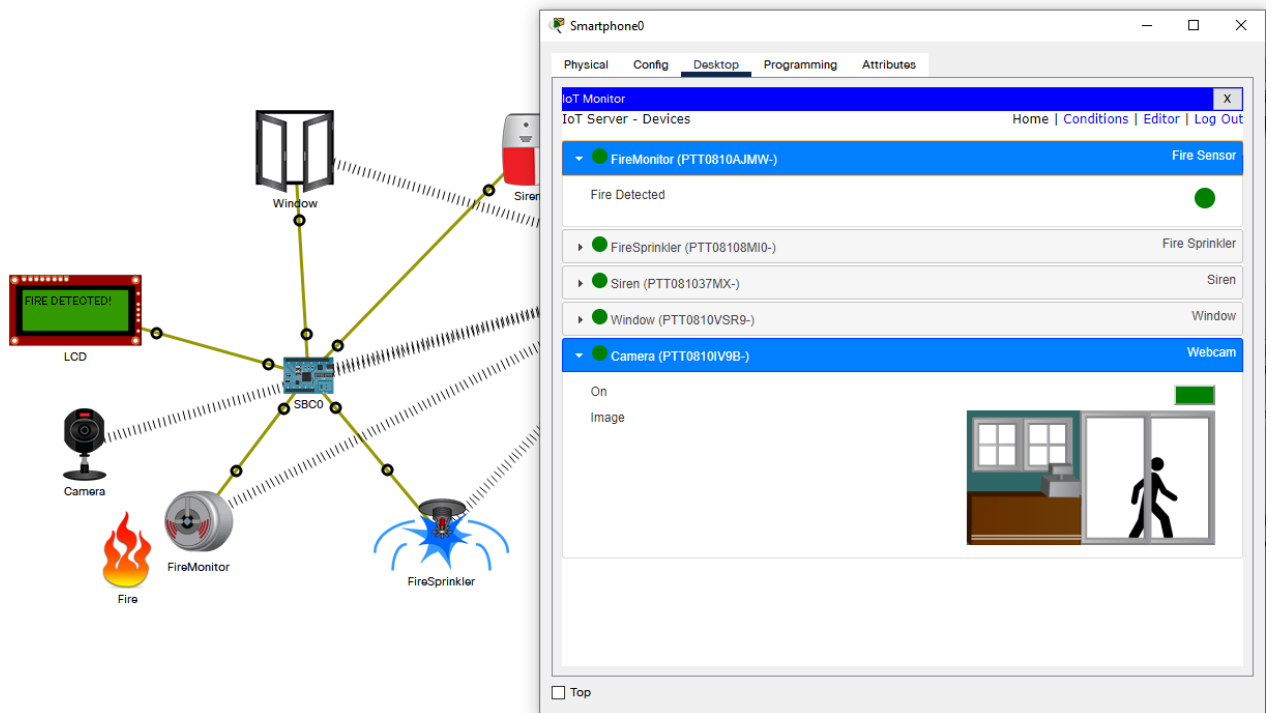 Window
Siren
FIRE DETECTED!
LCD
SBC0
Camera
FireMonitor
Fire
FireSprinkler
Smartphone0
Physical Config Desktop Programming Attributes
IoT Monitor X
IoT Server - Devices Home | Conditions | Editor | Log Out
FireMonitor (PTT0810AJMW-) Fire Sensor
Fire Detected
FireSprinkler (PTT08108MI0-) Fire Sprinkler
Siren (PTT081037MX-) Siren
Window (PTT0810VSR9-) Window
Camera (PTT0810IV9B-) Webcam
On
Image
Top